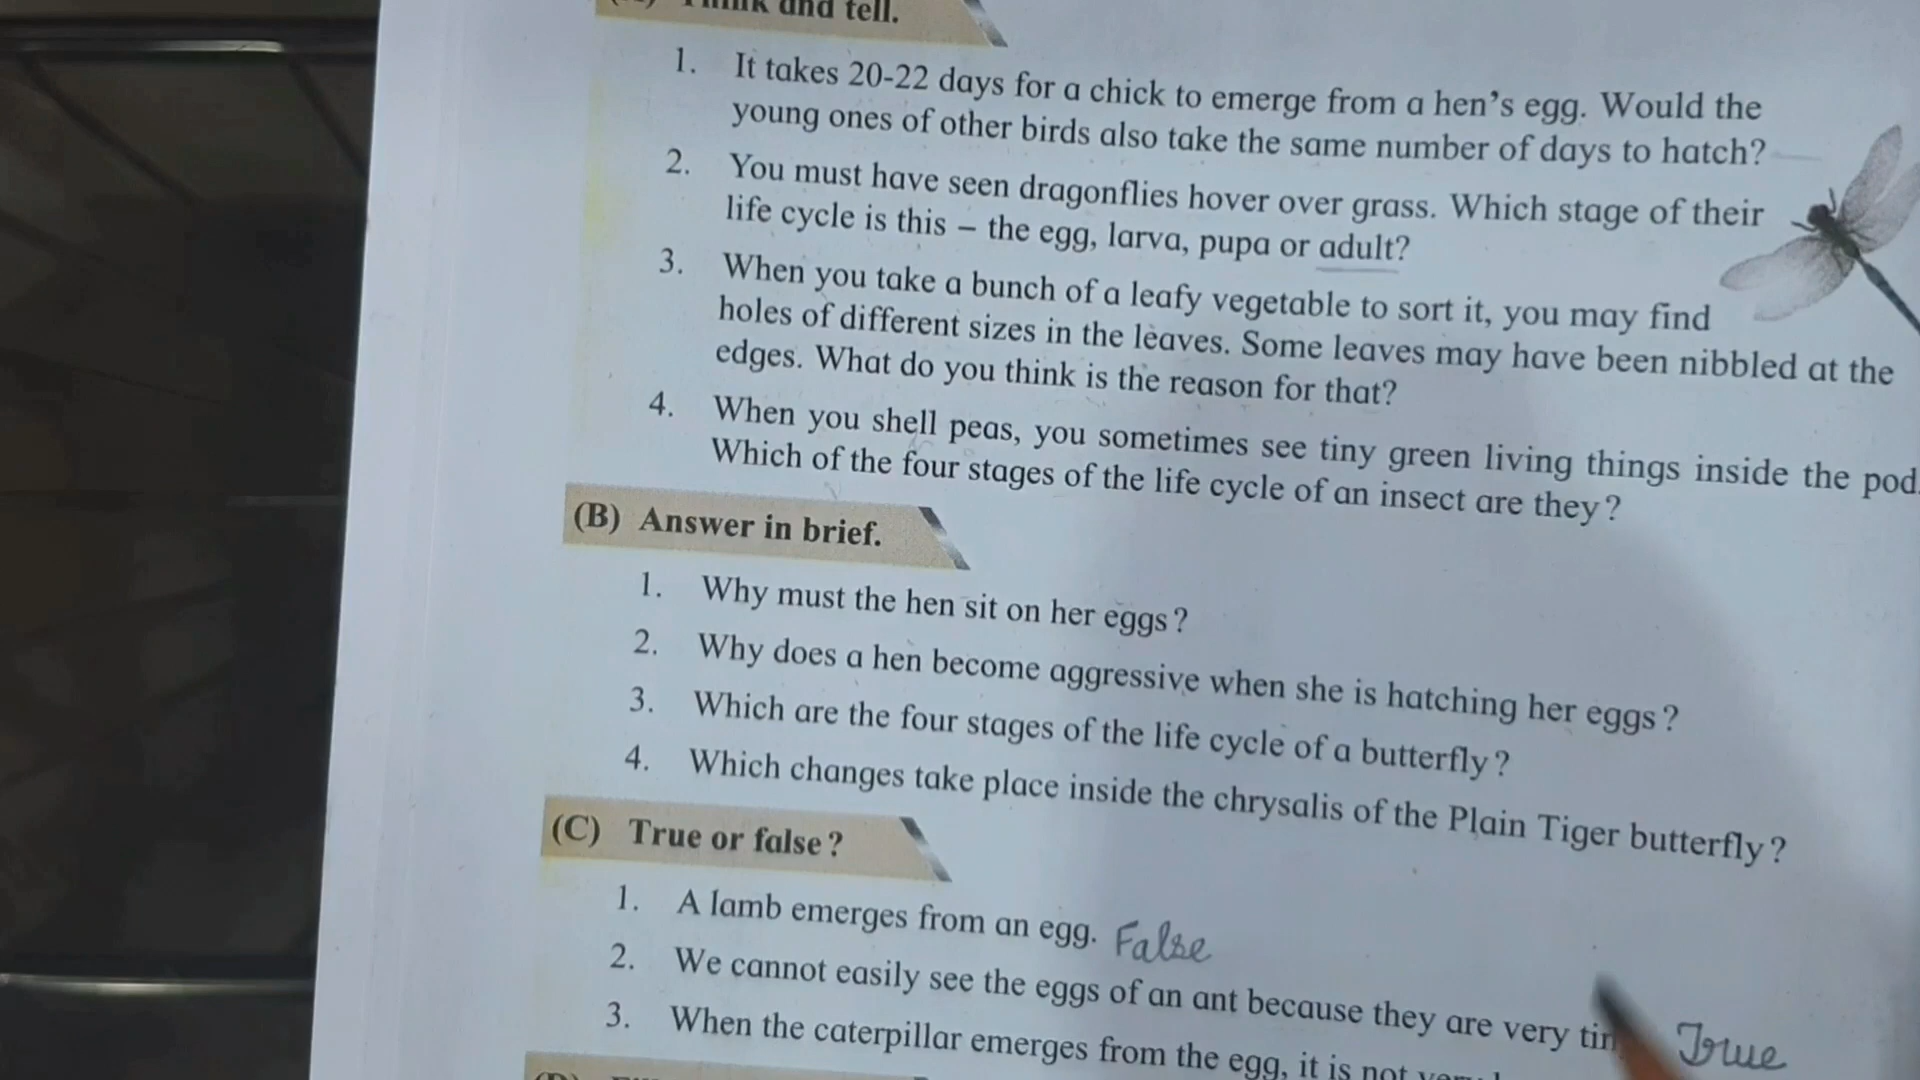 Think and tell.
1. It takes 20-22 days for a chick to emerge from a hen's egg. Would the
young ones of other birds also take the same number of days to hatch?
2. You must have seen dragonflies hover over grass. Which stage of their
life cycle is this – the egg, larva, pupa or adult?
3. When you take a bunch of a leafy vegetable to sort it, you may find
holes of different sizes in the leaves. Some leaves may have been nibbled at the
edges. What do you think is the reason for that?
4. When you shell peas, you sometimes see tiny green living things inside the pod.
Which of the four stages of the life cycle of an insect are they?
(B) Answer in brief.
1. Why must the hen sit on her eggs?
2. Why does a hen become aggressive when she is hatching her eggs?
3. Which are the four stages of the life cycle of a butterfly?
4. Which changes take place inside the chrysalis of the Plain Tiger butterfly?
(C) True or false?
1. A lamb emerges from an egg. False
2. We cannot easily see the eggs of an ant because they are very True
3. When the caterpillar emerges from the egg, it is not